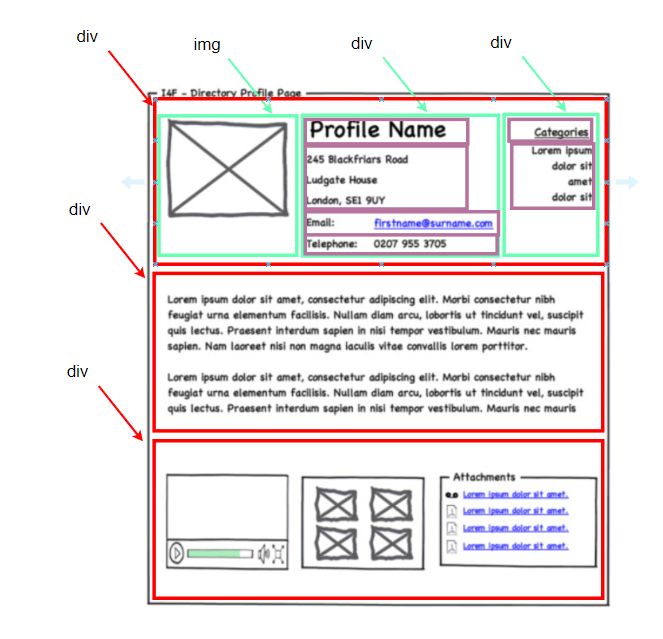 div
img
div
div
I4F - Directory Profile Page
Profile Name
Categories
245 Blackfriars Road
Lorem ipsum
dolor sit
Ludgate House
amet
London, SE1 9UY
dolor sit
Email: firstname@surname.com
Telephone: 0207 955 3705
div
Lorem ipsum dolor sit amet, consectetur adipiscing elit. Morbi consectetur nibh
feugiat urna elementum facilisis. Nullam diam arcu, lobortis ut tincidunt vel, suscipit
quis lectus. Praesent interdum sapien in nisi tempor vestibulum. Mauris nec mauris
sapien. Nam laoreet nisi non magna iaculis vitae convallis lorem porttitor.
div
Lorem ipsum dolor sit amet, consectetur adipiscing elit. Morbi consectetur nibh
feugiat urna elementum facilisis. Nullam diam arcu, lobortis ut tincidunt vel, suscipit
quis lectus. Praesent interdum sapien in nisi tempor vestibulum. Mauris nec mauris
Attachments
Lorem ipsum dolor sit amet.
Lorem ipsum dolor sit amet.
Lorem ipsum dolor sit amet.
Lorem ipsum dolor sit amet.